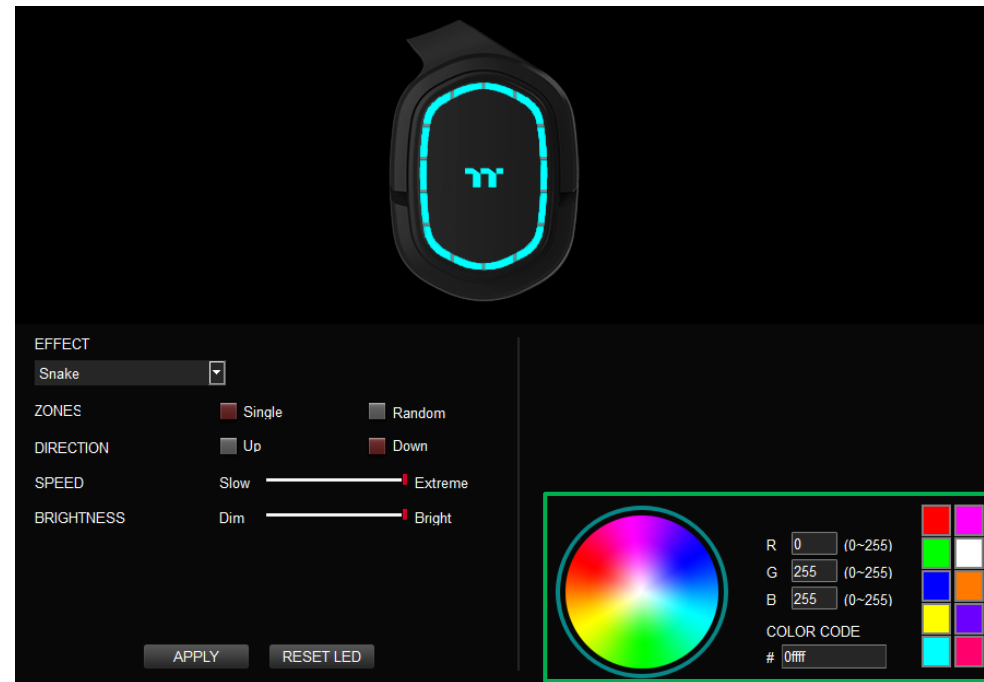 EFFECT
Snake
ZONES Single Random
DIRECTION Up Down
SPEED Slow Extreme
BRIGHTNESS Dim Bright
APPLY RESET LED
R 0 (0~255)
G 255 (0~255)
B 255 (0~255)
COLOR CODE
# 0ffff